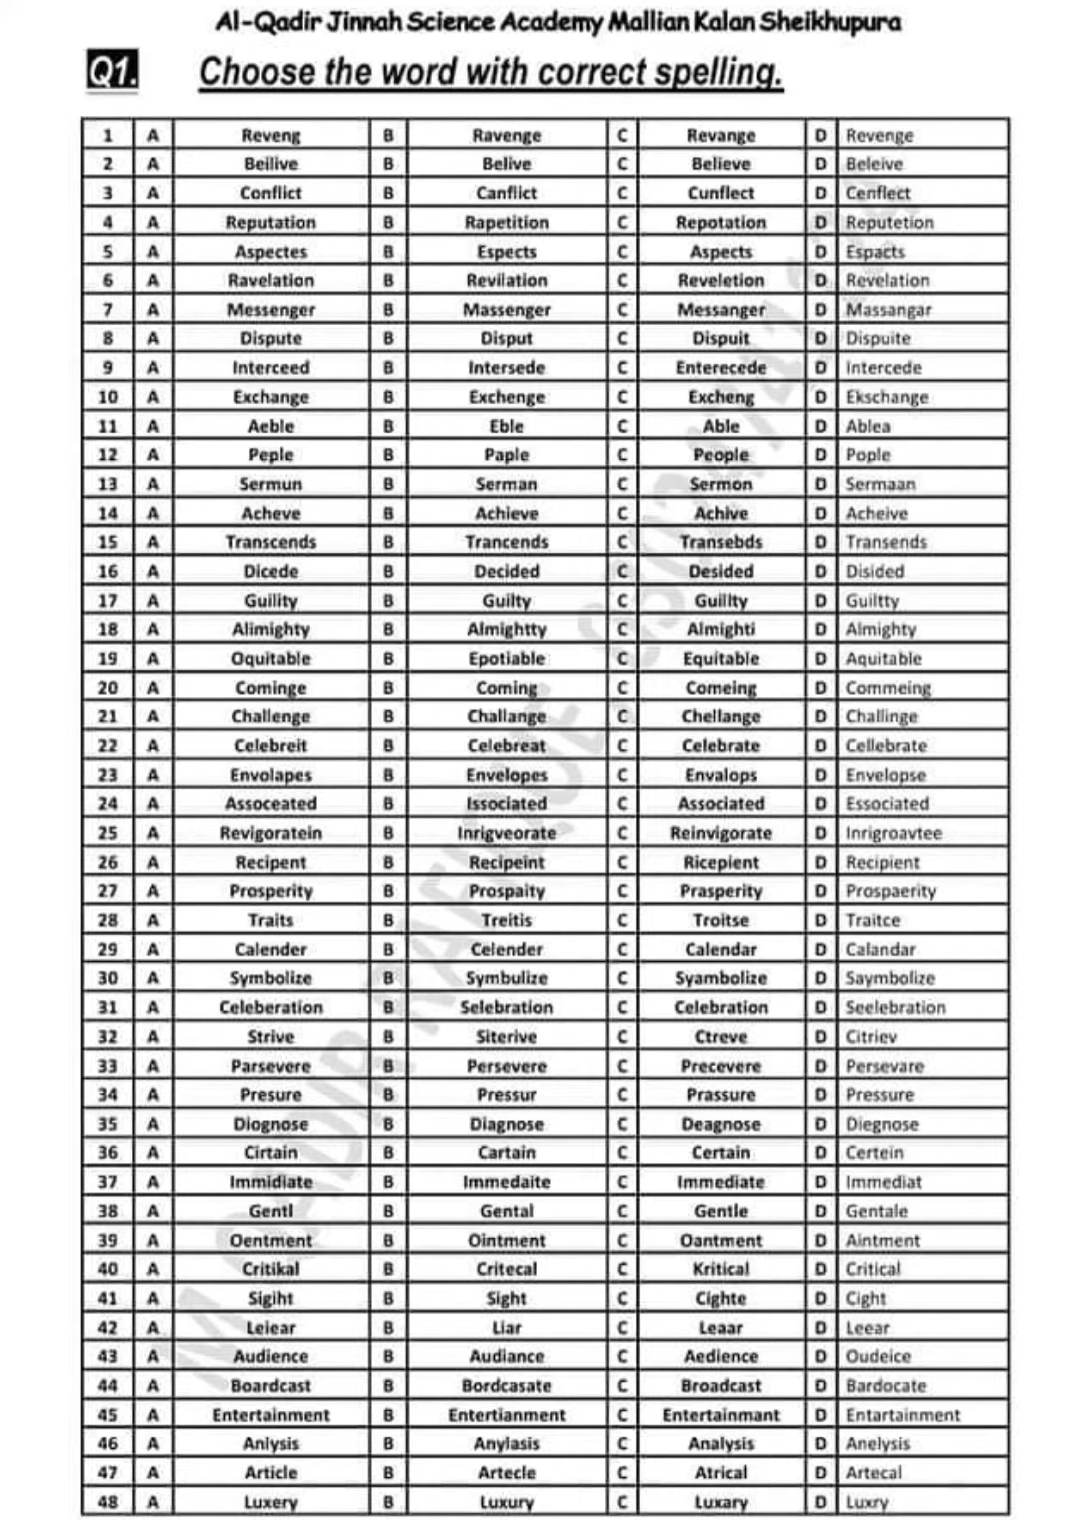 Al-Qadir Jinnah Science Academy Mallian Kalan Sheikhupura
Q1. Choose the word with correct spelling.
1 A Reveng B Ravenge C Revange D Revenge
2 A Beilive B Belive C Believe D Beleive
3 A Conflict B Canflict C Cunflect D Cenflect
4 A Reputation B Rapetition C Repotation D Reputetion
5 A Aspectes B Espects C Aspects D Espacts
6 A Ravelation B Revilation C Reveletion D Revelation
7 A Messenger B Massenger C Messanger D Massangar
8 A Dispute B Disput C Dispuit D Dispuite
9 A Interceed B Intersede C Enterecede D Intercede
10 A Exchange B Exchenge C Excheng D Ekschange
11 A Aeble B Eble C Able D Ablea
12 A Peple B Paple C People D Pople
13 A Sermun B Serman C Sermon D Sermaan
14 A Acheve B Achieve C Achive D Acheive
15 A Transcends B Trancends C Transebds D Transends
16 A Dicede B Decided C Desided D Disided
17 A Guility B Guilty C Guillty D Guiltty
18 A Alimighty B Almightty C Almighti D Almighty
19 A Oquitable B Epotiable C Equitable D Aquitable
20 A Cominge B Coming C Comeing D Commeing
21 A Challenge B Challange C Chellange D Challinge
22 A Celebreit B Celebreat C Celebrate D Cellebrate
23 A Envolapes B Envelopes C Envalops D Envelopse
24 A Assoceated B Issociated C Associated D Essociated
25 A Revigoratein B Inrigveorate C Reinvigorate D Inrigroavtee
26 A Recipent B Recipeint C Ricepient D Recipient
27 A Prosperity B Prospaity C Prasperity D Prospaerity
28 A Traits B Treitis C Troitse D Traitce
29 A Calender B Celender C Calendar D Calandar
30 A Symbolize B Symbulize C Syambolize D Saymbolize
31 A Celeberation B Selebration C Celebration D Seelebration
32 A Strive B Siterive C Ctreve D Citriev
33 A Parsevere B Persevere C Precevere D Persevare
34 A Presure B Pressur C Prassure D Pressure
35 A Diognose B Diagnose C Deagnose D Diegnose
36 A Cirtain B Cartain C Certain D Certein
37 A Immidiate B Immedaite C Immediate D Immediat
38 A Gentl B Gental C Gentle D Gentale
39 A Oentment B Ointment C Oantment D Aintment
40 A Critikal B Critecal C Kritical D Critical
41 A Sigiht B Sight C Cighte D Cight
42 A Leiear B Liar C Leaar D Leear
43 A Audience B Audiance C Aedience D Oudeice
44 A Boardcast B Bordcasate C Broadcast D Bardocate
45 A Entertainment B Entertianment C Entertainmant D Entartainment
46 A Anlysis B Anylasis C Analysis D Anelysis
47 A Article B Artecle C Atrical D Artecal
48 A Luxery B Luxury C Luxary D Luxry